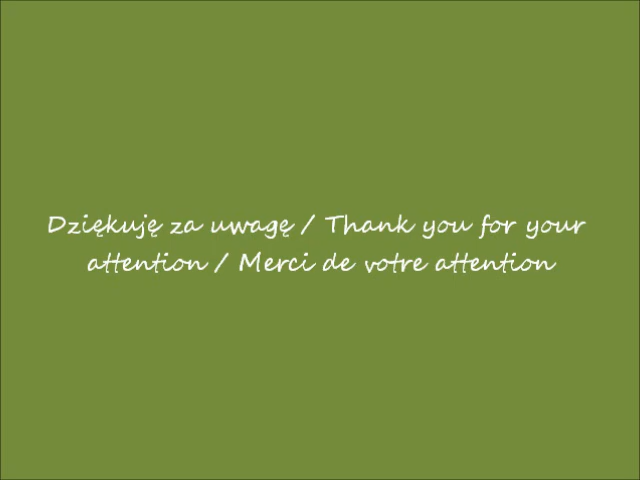 Dziękuję za uwagę / Thank you for your
attention / Merci de votre attention